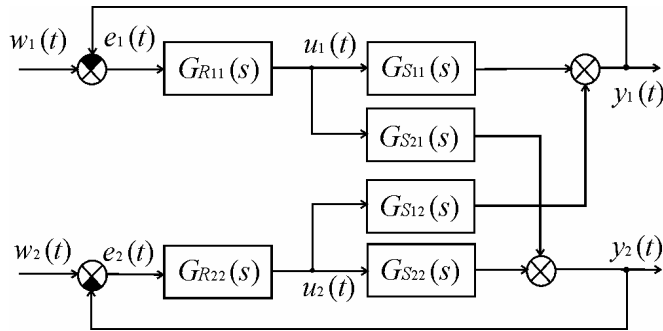 w1(t)
e1(t)
GR11(s)
u1(t)
GS11(s)
y1(t)
GS21(s)
GS12(s)
w2(t)
e2(t)
GR22(s)
u2(t)
GS22(s)
y2(t)